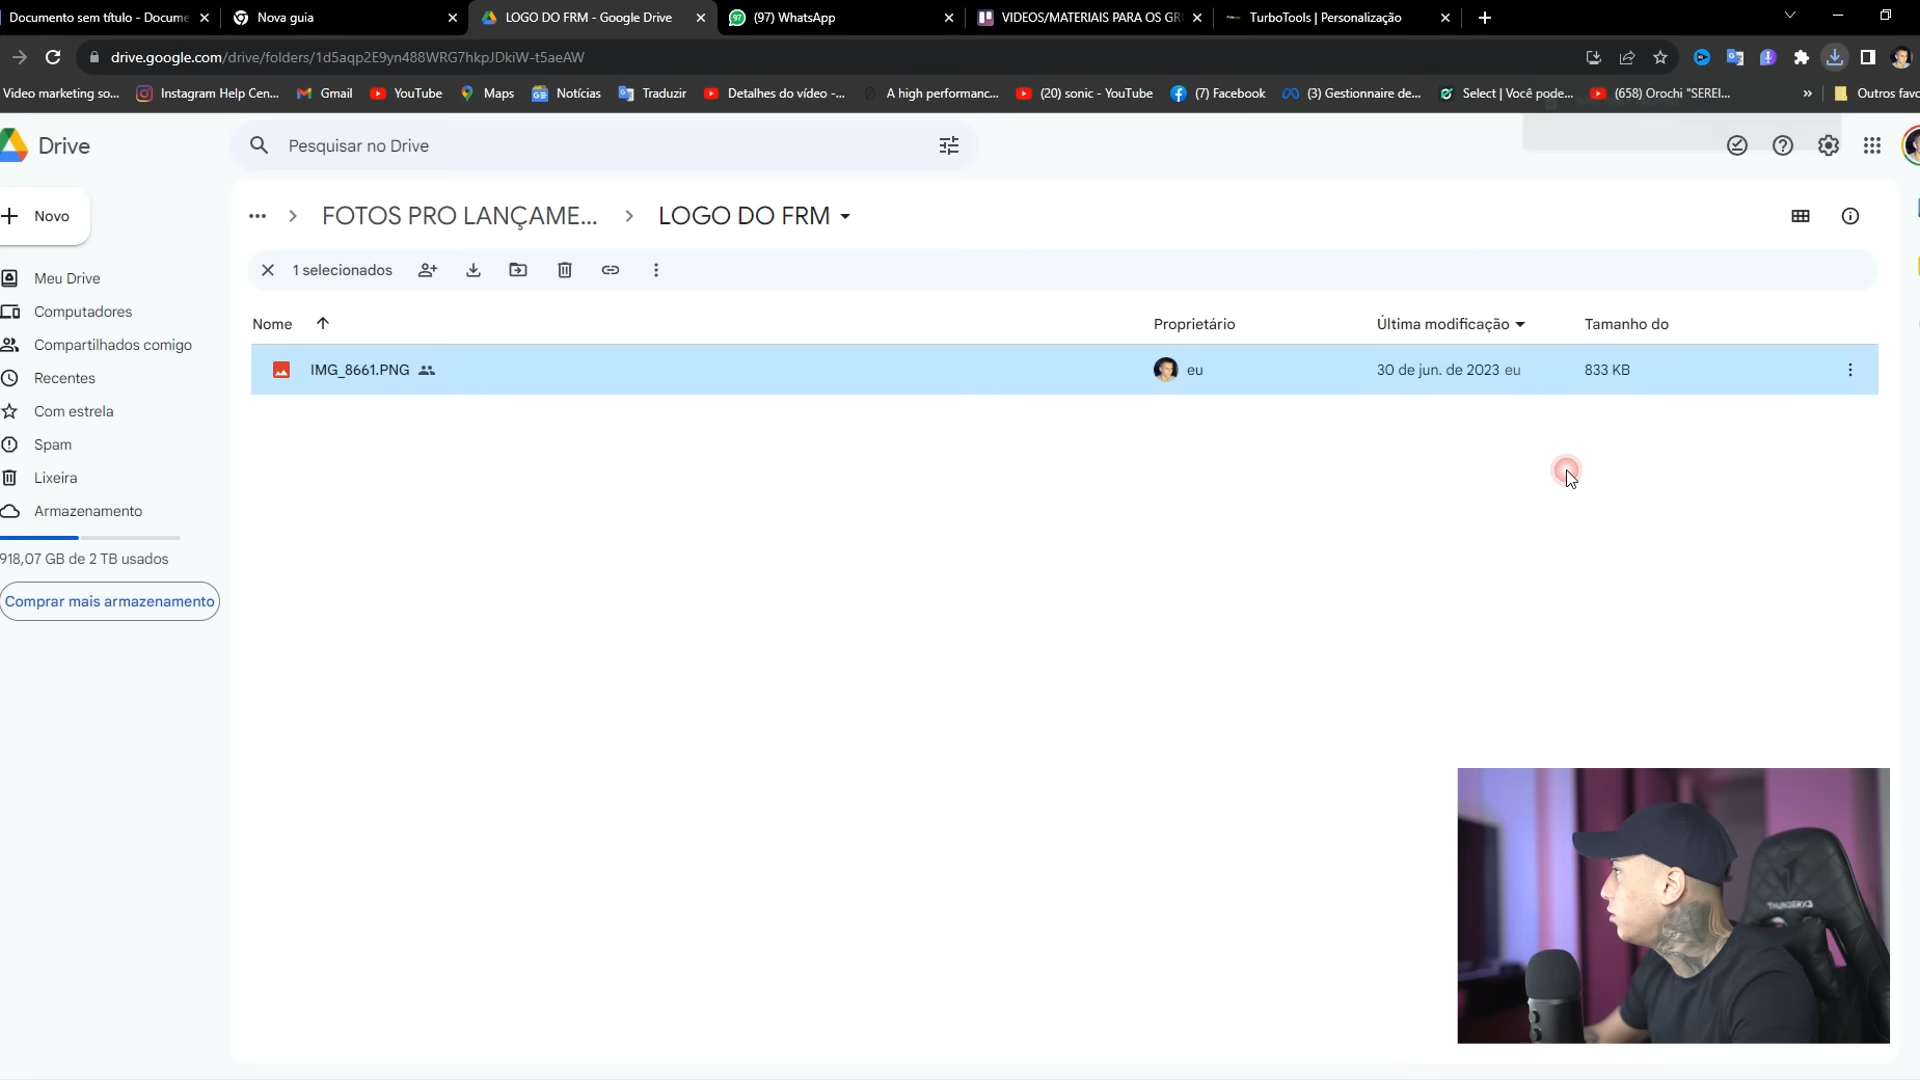 Documento sem título - Docume
Nova guia
LOGO DO FRM - Google Drive
(97) WhatsApp
VIDEOS/MATERIAIS PARA OS GR
TurboTools | Personalização
drive.google.com/drive/folders/1d5aqp2E9yn488WRG7hkpJDkiW-t5aeAW
Video marketing so...
Instagram Help Cen...
Gmail
YouTube
Maps
Notícias
Traduzir
Detalhes do vídeo -...
A high performanc...
(20) sonic - YouTube
(7) Facebook
(3) Gestionnaire de...
Select | Você pode...
(658) Orochi "SEREI...
»
Outros favo
Drive
Pesquisar no Drive
Novo
... > FOTOS PRO LANÇAME... > LOGO DO FRM
1 selecionados
Meu Drive
Computadores
Compartilhados comigo
Recentes
Com estrela
Spam
Lixeira
Armazenamento
918,07 GB de 2 TB usados
Comprar mais armazenamento
Nome
Proprietário
Última modificação
Tamanho do
IMG_8661.PNG
eu
30 de jun. de 2023 eu
833 KB
THUNDERX3